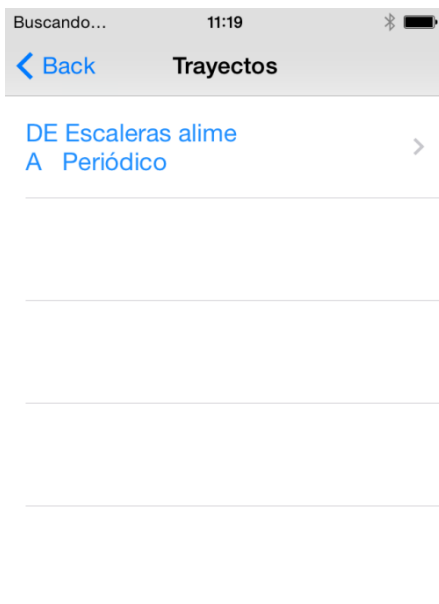 Buscando... 11:19
Back Trayectos
DE Escaleras alime
A Periódico